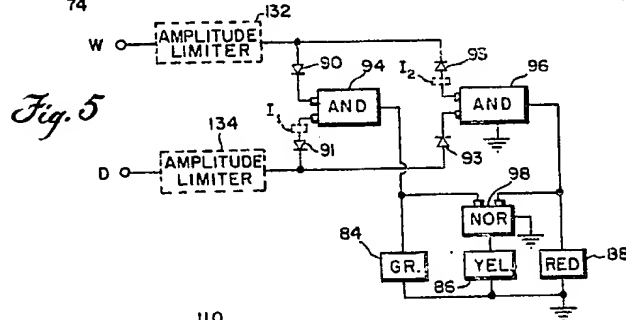 74
132
W
AMPLITUDE
LIMITER
90
94
I2
95
96
AND
AND
Fig. 5
I1
91
93
134
D
AMPLITUDE
LIMITER
98
NOR
84
GR.
86
YEL.
RED
88
110